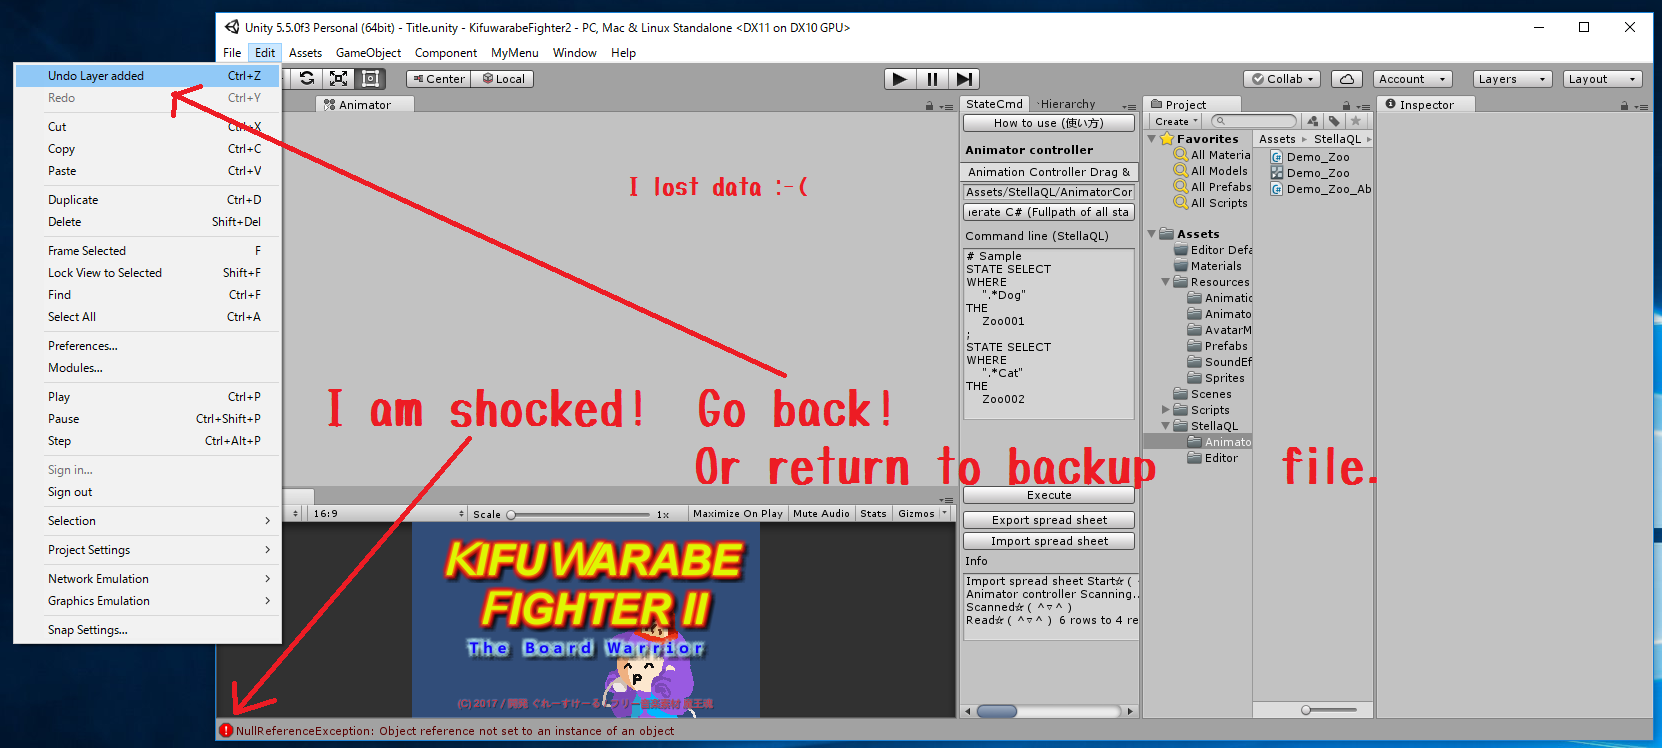 Unity 5.5.0f3 Personal (64bit) - Title.unity - KifuwarabeFighter2 - PC, Mac & Linux Standalone <DX11 on DX10 GPU>
File Edit Assets GameObject Component MyMenu Window Help
Undo Layer added Ctrl+Z
Redo Ctrl+Y
Cut Ctrl+X
Copy Ctrl+C
Paste Ctrl+V
Duplicate Ctrl+D
Delete Shift+Del
Frame Selected F
Lock View to Selected Shift+F
Find Ctrl+F
Select All Ctrl+A
Preferences...
Modules...
Play Ctrl+P
Pause Ctrl+Shift+P
Step Ctrl+Alt+P
Sign in...
Sign out
Selection
Project Settings
Network Emulation
Graphics Emulation
Snap Settings...
Center Local
Collab Account Layers Layout
Animator
I lost data :-(
I am shocked! Go back!
Or return to backup file.
16:9 Scale 1x Maximize On Play Mute Audio Stats Gizmos
KIFUWARABE
FIGHTER II
The Board Warrior
NullReferenceException: Object reference not set to an instance of an object
StateCmd Hierarchy
How to use (使い方)
Animator controller
Animation Controller Drag &
Assets/StellaQL/AnimatorCor
erate C# (Fullpath of all sta
Command line (StellaQL)
# Sample
STATE SELECT
WHERE
".*Dog"
THE
Zoo001
;
STATE SELECT
WHERE
".*Cat"
THE
Zoo002
Execute
Export spread sheet
Import spread sheet
Info
Import spread sheet Start☆(
Animator controller Scanning..
Scanned☆(^▽^)
Read☆(^▽^) 6 rows to 4 re
Project
Create
Favorites
All Materia
All Models
All Prefabs
All Scripts
Assets
Editor Defa
Materials
Resources
Animatic
Animato
AvatarM
Prefabs
SoundEf
Sprites
Scenes
Scripts
StellaQL
Animato
Editor
Assets StellaQL
Demo_Zoo
Demo_Zoo
Demo_Zoo_Ab
Inspector